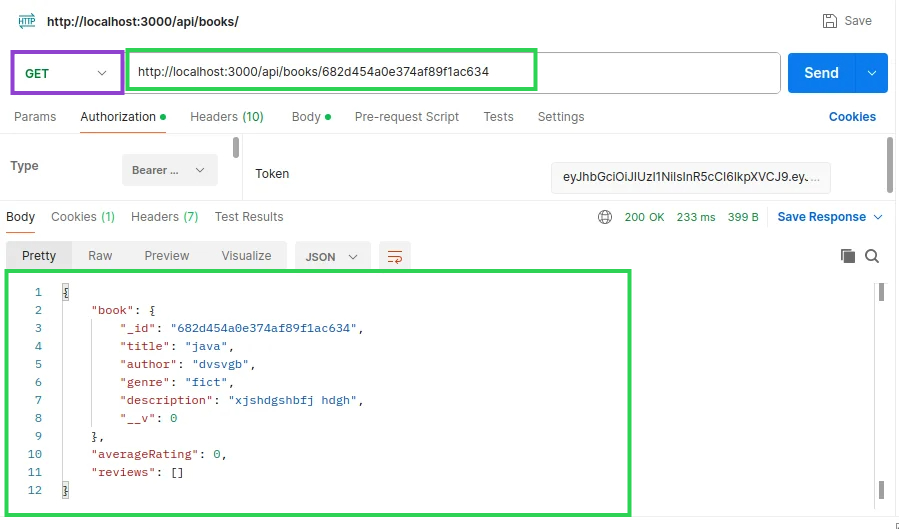 HTTP http://localhost:3000/api/books/ Save
GET http://localhost:3000/api/books/682d454a0e374af89f1ac634 Send
Params Authorization Headers (10) Body Pre-request Script Tests Settings Cookies
Type Bearer ... Token eyJhbGciOiJIUzI1NiIsInR5cCI6IkpXVCJ9.eyJ...
Body Cookies (1) Headers (7) Test Results 200 OK 233 ms 399 B Save Response
Pretty Raw Preview Visualize JSON
1 {
2 "book": {
3 "_id": "682d454a0e374af89f1ac634",
4 "title": "java",
5 "author": "dvsvgb",
6 "genre": "fict",
7 "description": "xjshdgshbfj hdgh",
8 "__v": 0
9 },
10 "averageRating": 0,
11 "reviews": []
12 }